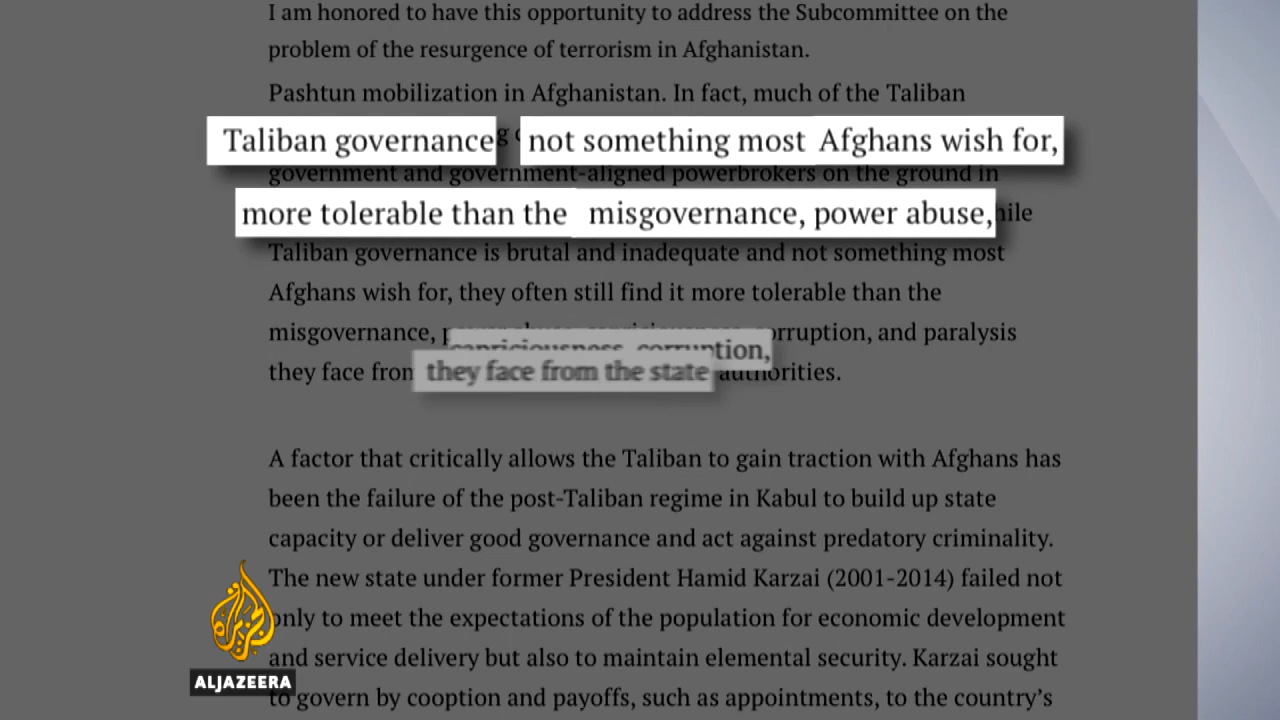 I am honored to have this opportunity to address the Subcommittee on the
problem of the resurgence of terrorism in Afghanistan.
Pashtun mobilization in Afghanistan. In fact, much of the Taliban
Taliban governance not something most Afghans wish for,
government and government-aligned powerbrokers on the ground in
more tolerable than the misgovernance, power abuse,
Taliban governance is brutal and inadequate and not something most
Afghans wish for, they often still find it more tolerable than the
misgovernance, corruption, and paralysis
capriciousness, corruption,
they face from they face from the state authorities.
A factor that critically allows the Taliban to gain traction with Afghans has
been the failure of the post-Taliban regime in Kabul to build up state
capacity or deliver good governance and act against predatory criminality.
The new state under former President Hamid Karzai (2001-2014) failed not
only to meet the expectations of the population for economic development
and service delivery but also to maintain elemental security. Karzai sought
to govern by cooption and payoffs, such as appointments, to the country's
ALJAZEERA